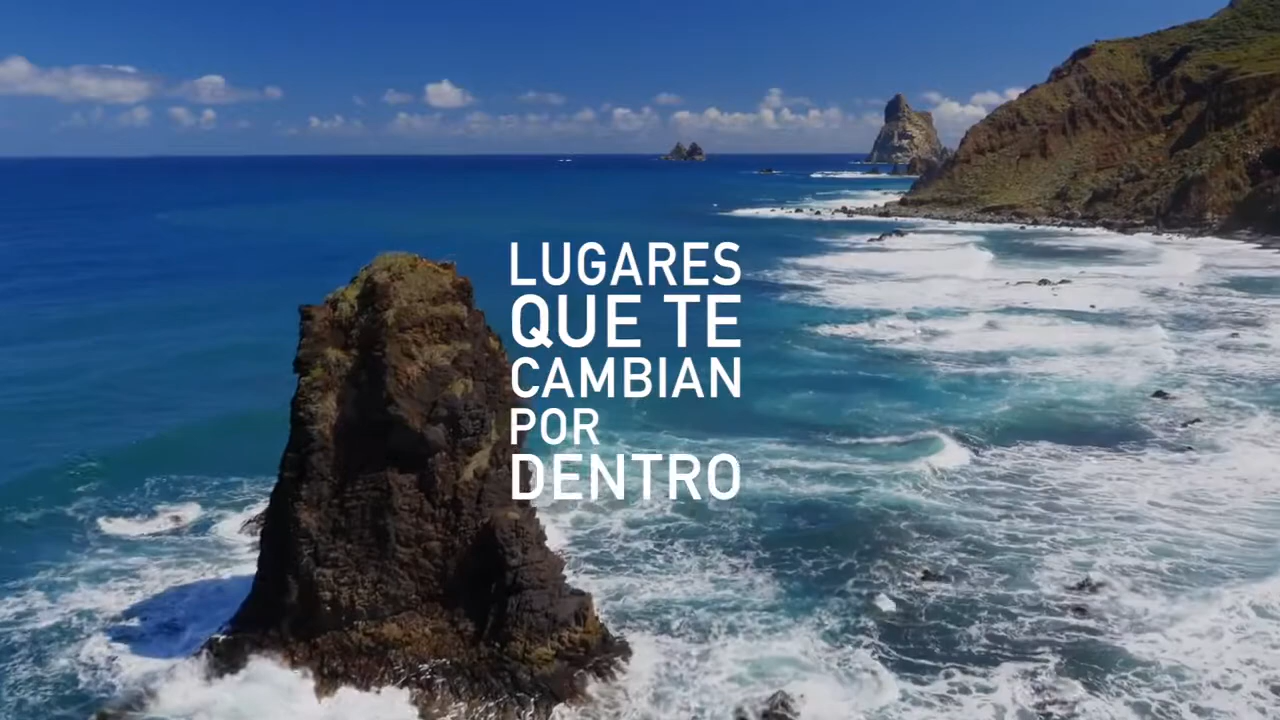 LUGARES
QUE TE
CAMBIAN
POR
DENTRO